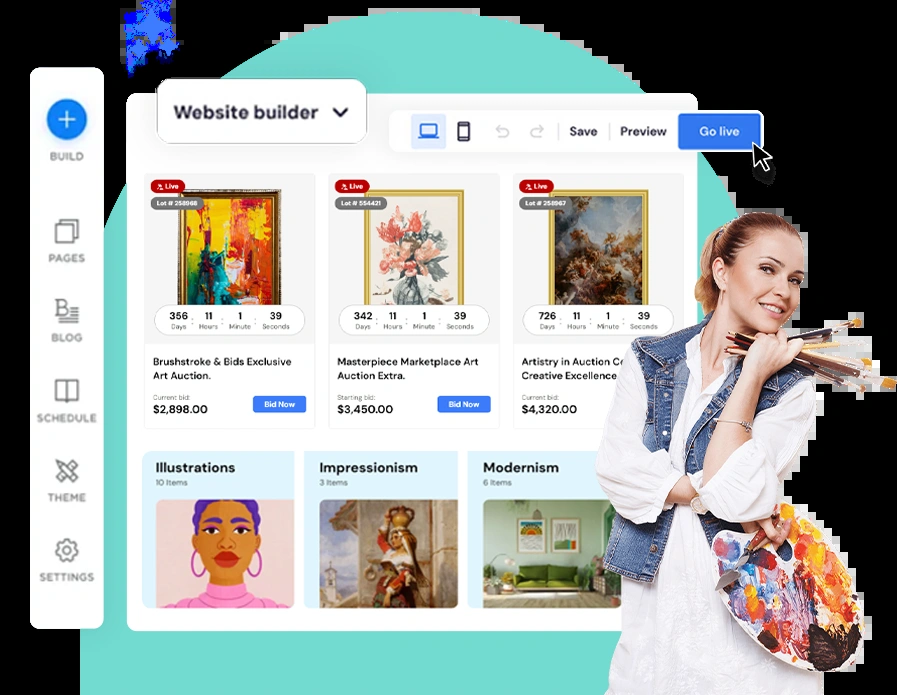 Website builder
Save
Preview
Go live
BUILD
PAGES
BLOG
SCHEDULE
THEME
SETTINGS
Live
Lot # 258968
356 : 11 : 1 : 39
Days Hours Minute Seconds
Brushstroke & Bids Exclusive
Art Auction.
Current bid:
$2,898.00
Bid Now
Live
Lot # 554421
342 : 11 : 1 : 39
Days Hours Minute Seconds
Masterpiece Marketplace Art
Auction Extra.
Starting bid:
$3,450.00
Bid Now
Live
Lot # 258967
726 : 11 : 1 : 39
Days Hours Minute Seconds
Artistry in Auction
Creative Excellence
Current bid:
$4,320.00
Illustrations
10 Items
Impressionism
3 Items
Modernism
6 Items